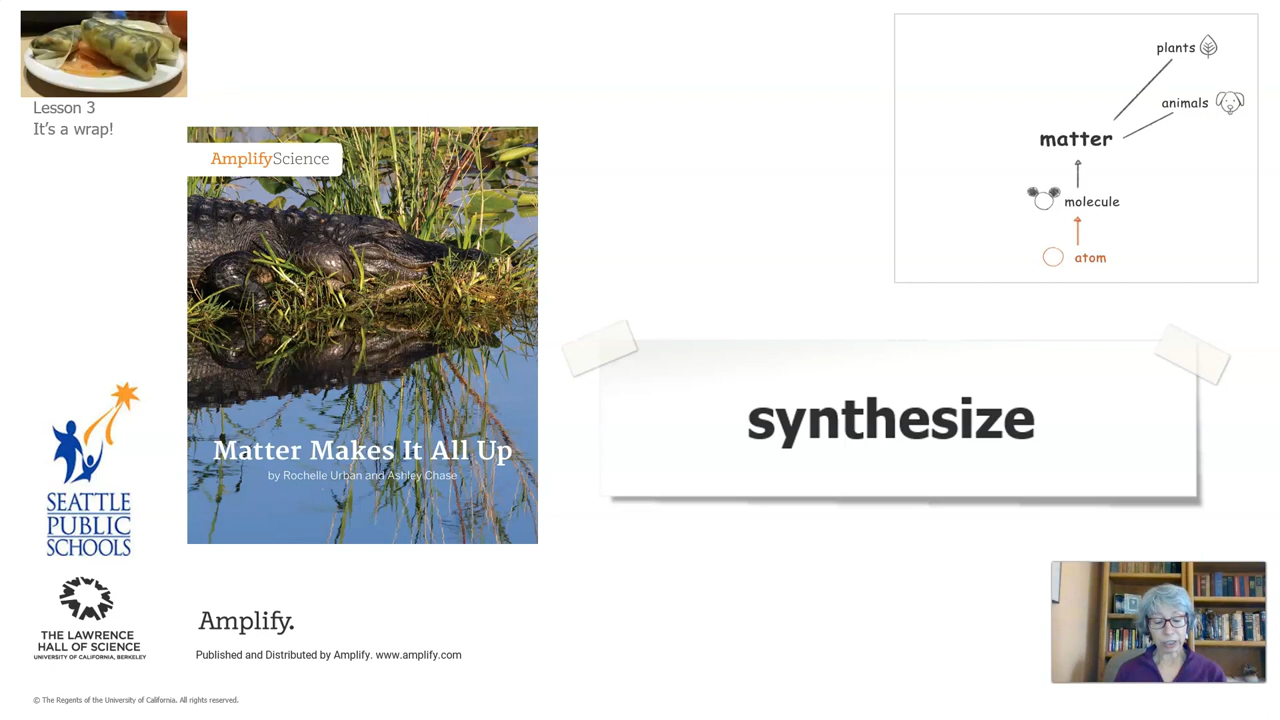 Lesson 3
It's a wrap!
AmplifyScience
Matter Makes It All Up
by Rochelle Urban and Ashley Chase
plants
animals
matter
molecule
atom
synthesize
SEATTLE
PUBLIC
SCHOOLS
THE LAWRENCE
HALL OF SCIENCE
UNIVERSITY OF CALIFORNIA, BERKELEY
Amplify.
Published and Distributed by Amplify. www.amplify.com
© The Regents of the University of California. All rights reserved.